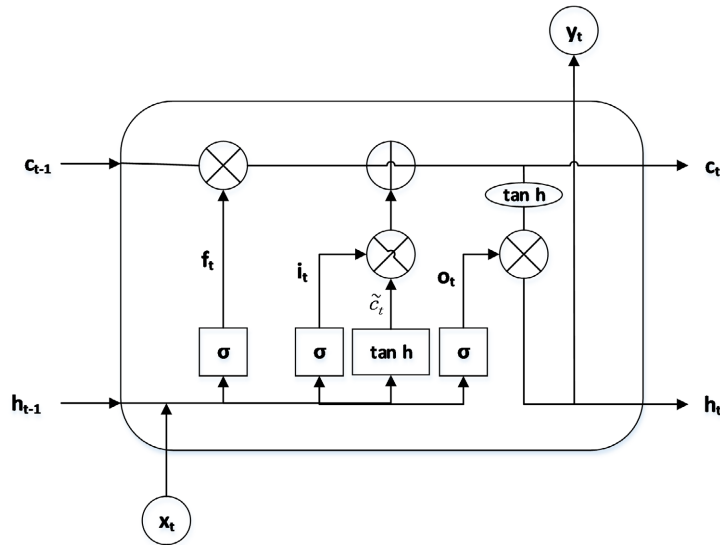 yₜ
cₜ₋₁
cₜ
tan h
fₜ
iₜ
oₜ
c̃ₜ
σ
σ
tan h
σ
hₜ₋₁
hₜ
xₜ